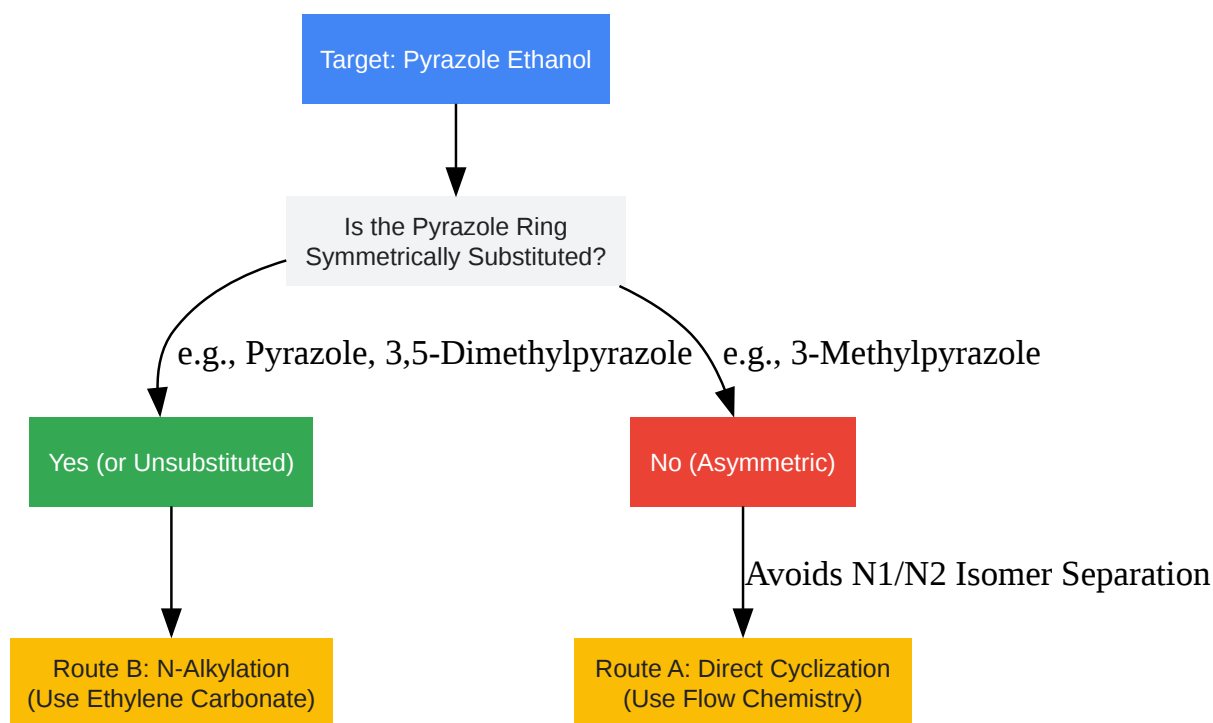 Target: Pyrazole Ethanol
Is the Pyrazole Ring
Symmetrically Substituted?
e.g., Pyrazole, 3,5-Dimethylpyrazole
e.g., 3-Methylpyrazole
Yes (or Unsubstituted)
No (Asymmetric)
Avoids N1/N2 Isomer Separation
Route B: N-Alkylation
(Use Ethylene Carbonate)
Route A: Direct Cyclization
(Use Flow Chemistry)